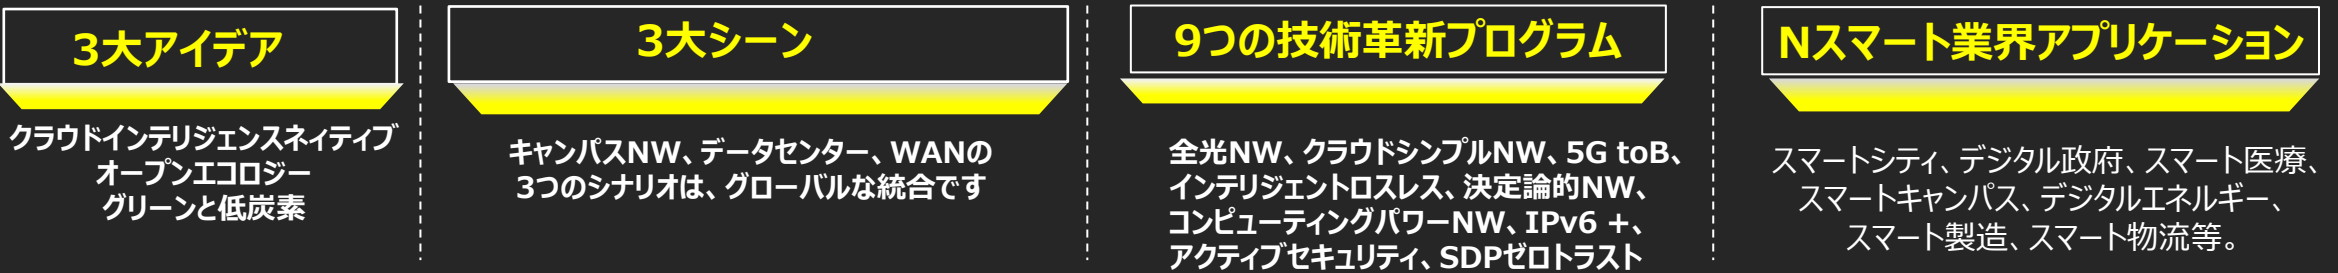 3大アイデア
クラウドインテリジェンスネィティブ
オープンエコロジー
グリーンと低炭素
3大シーン
キャンパスNW、データセンター、WANの
3つのシナリオは、グローバルな統合です
9つの技術革新プログラム
全光NW、クラウドシンプルNW、5G toB、
インテリジェントロスレス、決定論的NW、
コンピューティングパワーNW、IPv6 +、
アクティブセキュリティ、SDPゼロトラスト
Nスマート業界アプリケーション
スマートシティ、デジタル政府、スマート医療、
スマートキャンパス、デジタルエネルギー、
スマート製造、スマート物流等。